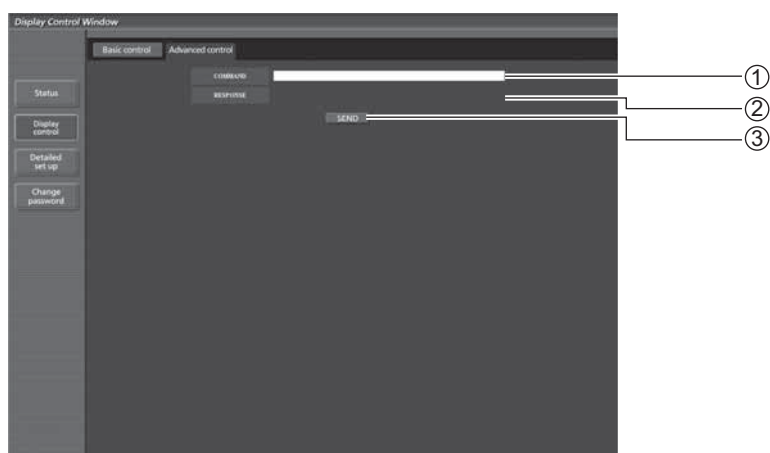 Display Control Window
Basic control Advanced control
COMMAND ①
RESPONSE ②
SEND ③
Status
Display
control
Detailed
set up
Change
password